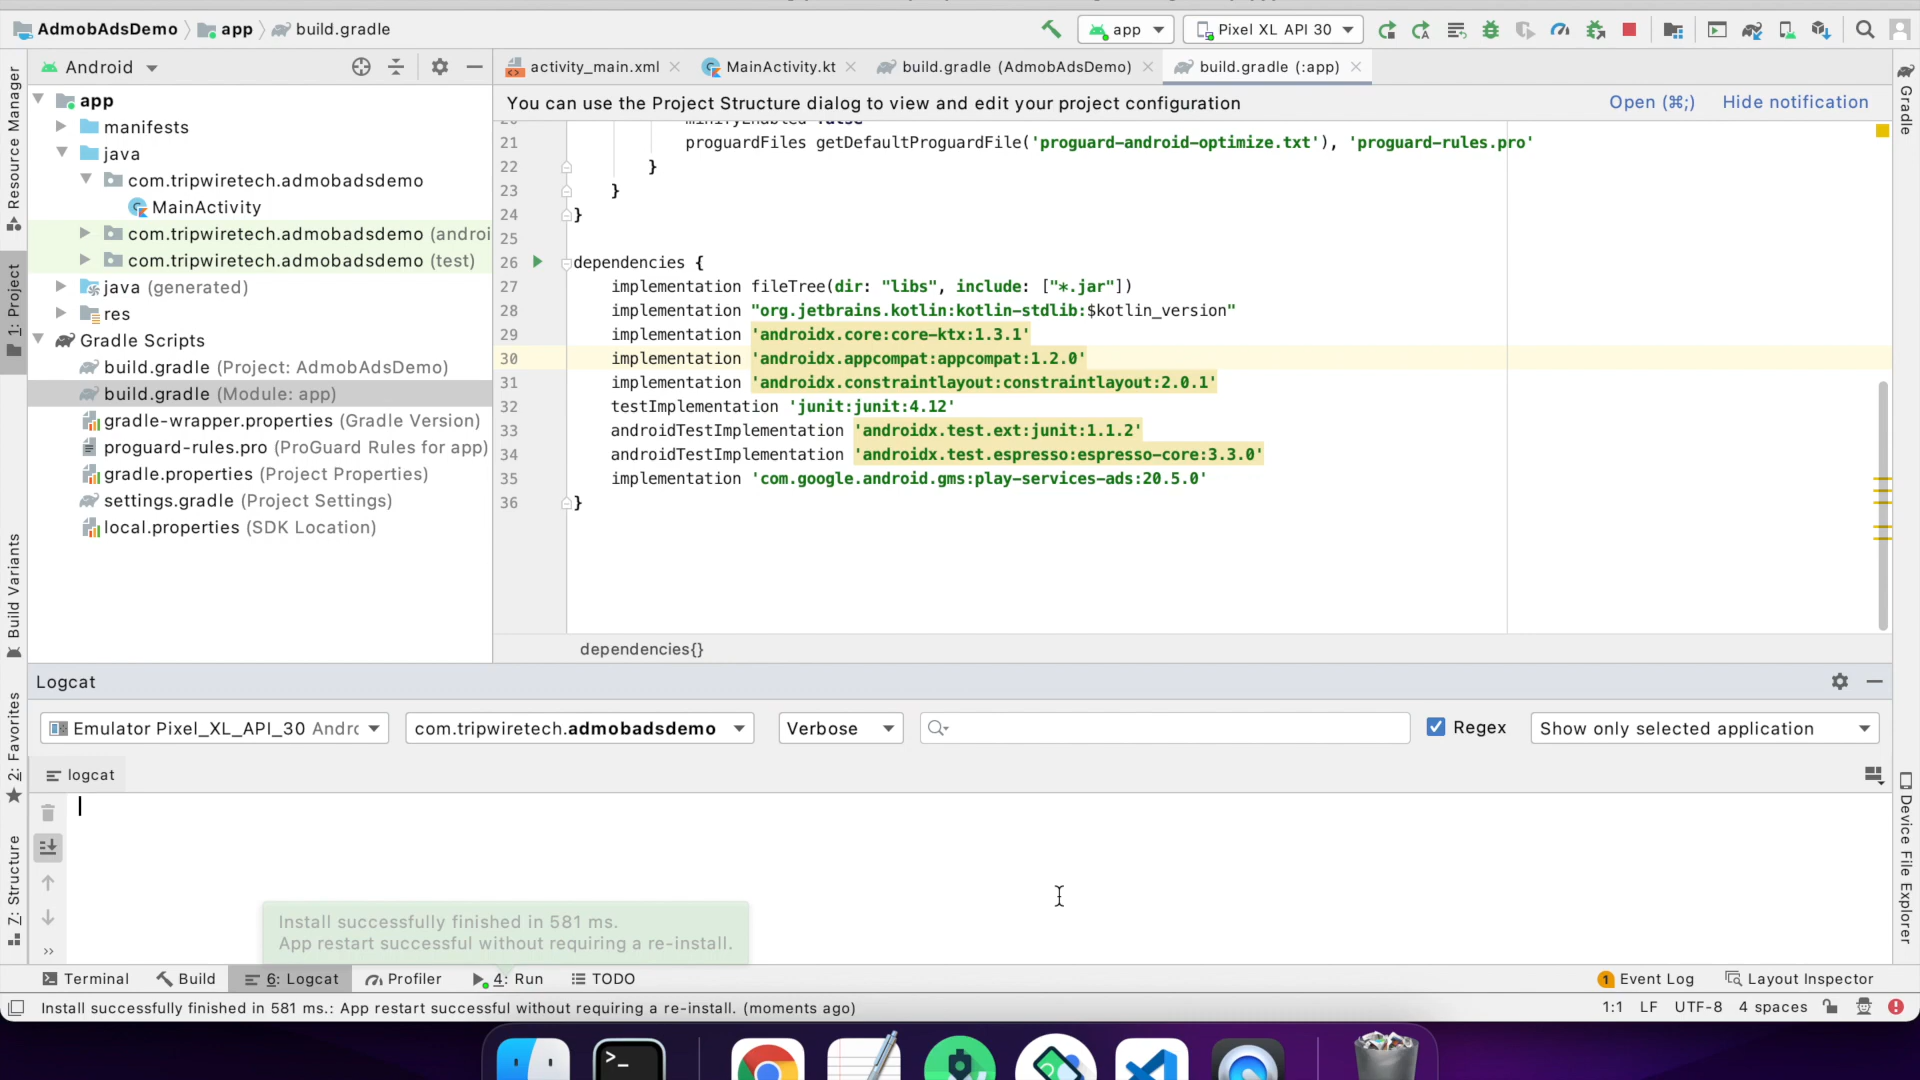 AdmobAdsDemo app build.gradle
app Pixel XL API 30
Android
activity_main.xml MainActivity.kt build.gradle (AdmobAdsDemo) build.gradle (:app)
You can use the Project Structure dialog to view and edit your project configuration Open (⌘;) Hide notification
Resource Manager
1: Project
Build Variants
2: Favorites
7: Structure
Gradle
Device File Explorer
app
manifests
java
com.tripwiretech.admobadsdemo
MainActivity
com.tripwiretech.admobadsdemo (androi
com.tripwiretech.admobadsdemo (test)
java (generated)
res
Gradle Scripts
build.gradle (Project: AdmobAdsDemo)
build.gradle (Module: app)
gradle-wrapper.properties (Gradle Version)
proguard-rules.pro (ProGuard Rules for app)
gradle.properties (Project Properties)
settings.gradle (Project Settings)
local.properties (SDK Location)
20 minifyEnabled false
21 proguardFiles getDefaultProguardFile('proguard-android-optimize.txt'), 'proguard-rules.pro'
22 }
23 }
24 }
25
26 dependencies {
27 implementation fileTree(dir: "libs", include: ["*.jar"])
28 implementation "org.jetbrains.kotlin:kotlin-stdlib:$kotlin_version"
29 implementation 'androidx.core:core-ktx:1.3.1'
30 implementation 'androidx.appcompat:appcompat:1.2.0'
31 implementation 'androidx.constraintlayout:constraintlayout:2.0.1'
32 testImplementation 'junit:junit:4.12'
33 androidTestImplementation 'androidx.test.ext:junit:1.1.2'
34 androidTestImplementation 'androidx.test.espresso:espresso-core:3.3.0'
35 implementation 'com.google.android.gms:play-services-ads:20.5.0'
36 }
dependencies{}
Logcat
Emulator Pixel_XL_API_30 Andrc com.tripwiretech.admobadsdemo Verbose Regex Show only selected application
logcat
Install successfully finished in 581 ms.
App restart successful without requiring a re-install.
Terminal Build 6: Logcat Profiler 4: Run TODO 1 Event Log Layout Inspector
Install successfully finished in 581 ms.: App restart successful without requiring a re-install. (moments ago) 1:1 LF UTF-8 4 spaces